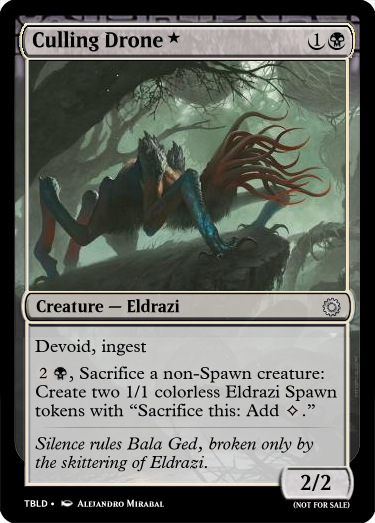 Culling Drone ★ 1
Creature — Eldrazi
Devoid, ingest
2 , Sacrifice a non-Spawn creature:
Create two 1/1 colorless Eldrazi Spawn
tokens with “Sacrifice this: Add .”
Silence rules Bala Ged, broken only by
the skittering of Eldrazi.
2/2
TBLD • Alejandro Mirabal
(NOT FOR SALE)